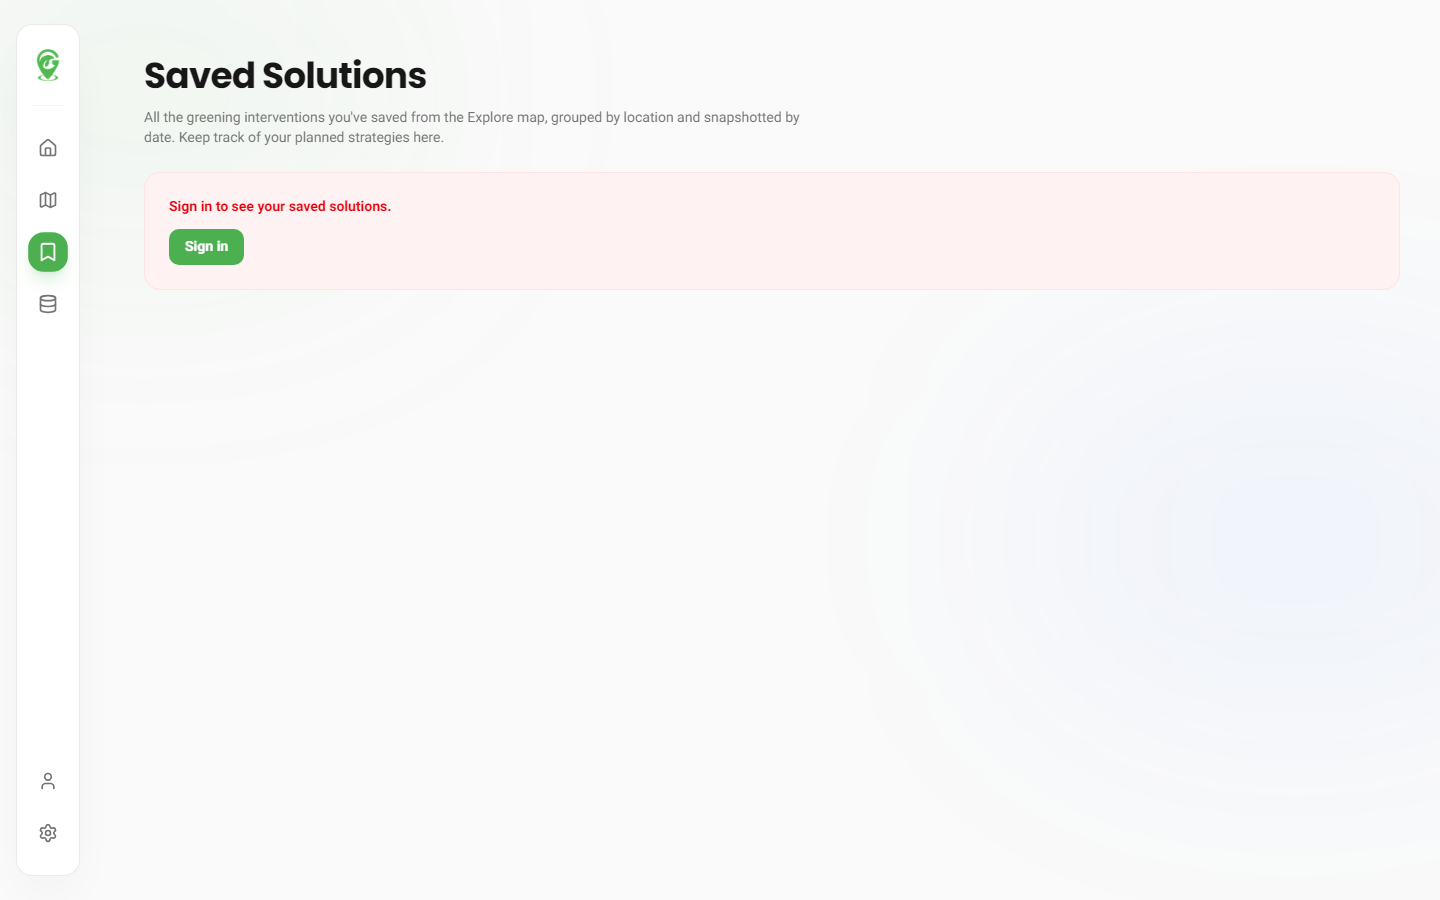 Saved Solutions
All the greening interventions you've saved from the Explore map, grouped by location and snapshotted by
date. Keep track of your planned strategies here.
Sign in to see your saved solutions.
Sign in